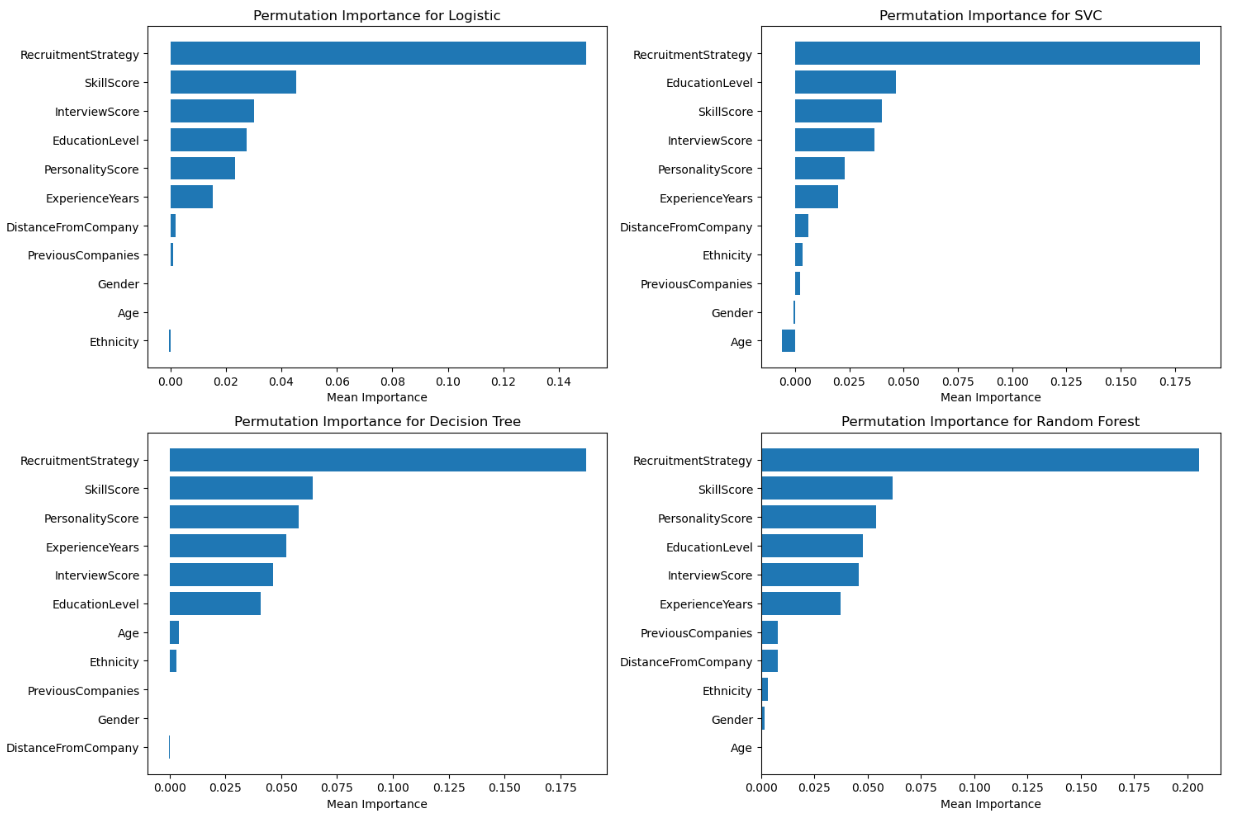 Permutation Importance for Logistic
RecruitmentStrategy
SkillScore
InterviewScore
EducationLevel
PersonalityScore
ExperienceYears
DistanceFromCompany
PreviousCompanies
Gender
Age
Ethnicity
0.00 0.02 0.04 0.06 0.08 0.10 0.12 0.14
Mean Importance
Permutation Importance for SVC
RecruitmentStrategy
EducationLevel
SkillScore
InterviewScore
PersonalityScore
ExperienceYears
DistanceFromCompany
Ethnicity
PreviousCompanies
Gender
Age
0.000 0.025 0.050 0.075 0.100 0.125 0.150 0.175
Mean Importance
Permutation Importance for Decision Tree
RecruitmentStrategy
SkillScore
PersonalityScore
ExperienceYears
InterviewScore
EducationLevel
Age
Ethnicity
PreviousCompanies
Gender
DistanceFromCompany
0.000 0.025 0.050 0.075 0.100 0.125 0.150 0.175
Mean Importance
Permutation Importance for Random Forest
RecruitmentStrategy
SkillScore
PersonalityScore
EducationLevel
InterviewScore
ExperienceYears
PreviousCompanies
DistanceFromCompany
Ethnicity
Gender
Age
0.000 0.025 0.050 0.075 0.100 0.125 0.150 0.175 0.200
Mean Importance